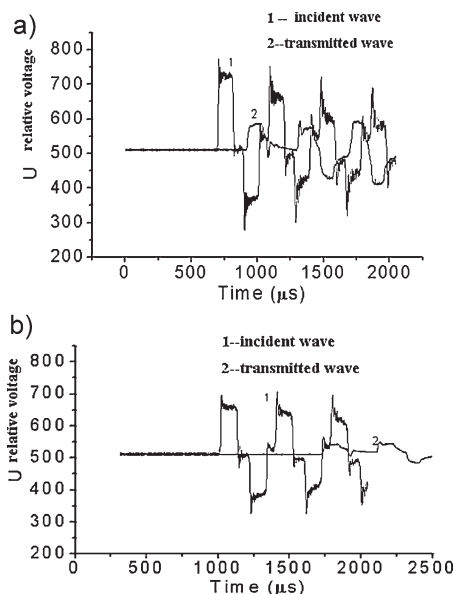 a)
1 -- incident wave
2--transmitted wave
800
700
600
500
400
300
200
U relative voltage
1
2
0
500
1000
1500
2000
Time (μs)
b)
1--incident wave
2--transmitted wave
800
700
600
500
400
300
200
U relative voltage
1
2
0
500
1000
1500
2000
2500
Time (μs)